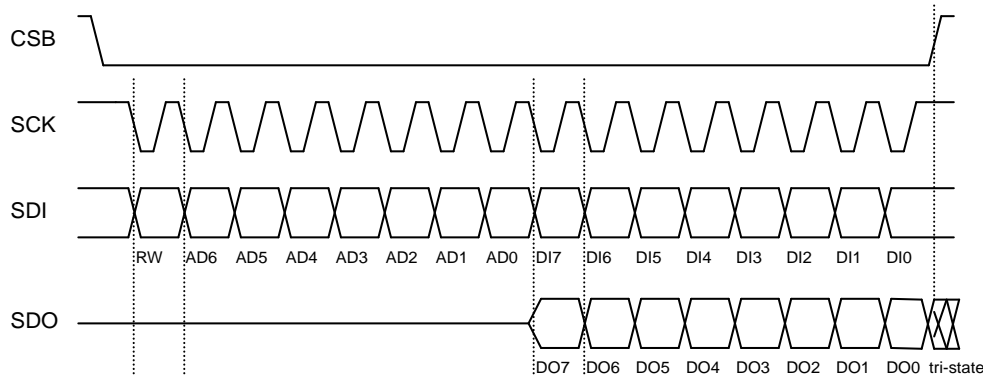 CSB
SCK
SDI
RW AD6 AD5 AD4 AD3 AD2 AD1 AD0 DI7 DI6 DI5 DI4 DI3 DI2 DI1 DI0
SDO
DO7 DO6 DO5 DO4 DO3 DO2 DO1 DO0 tri-state